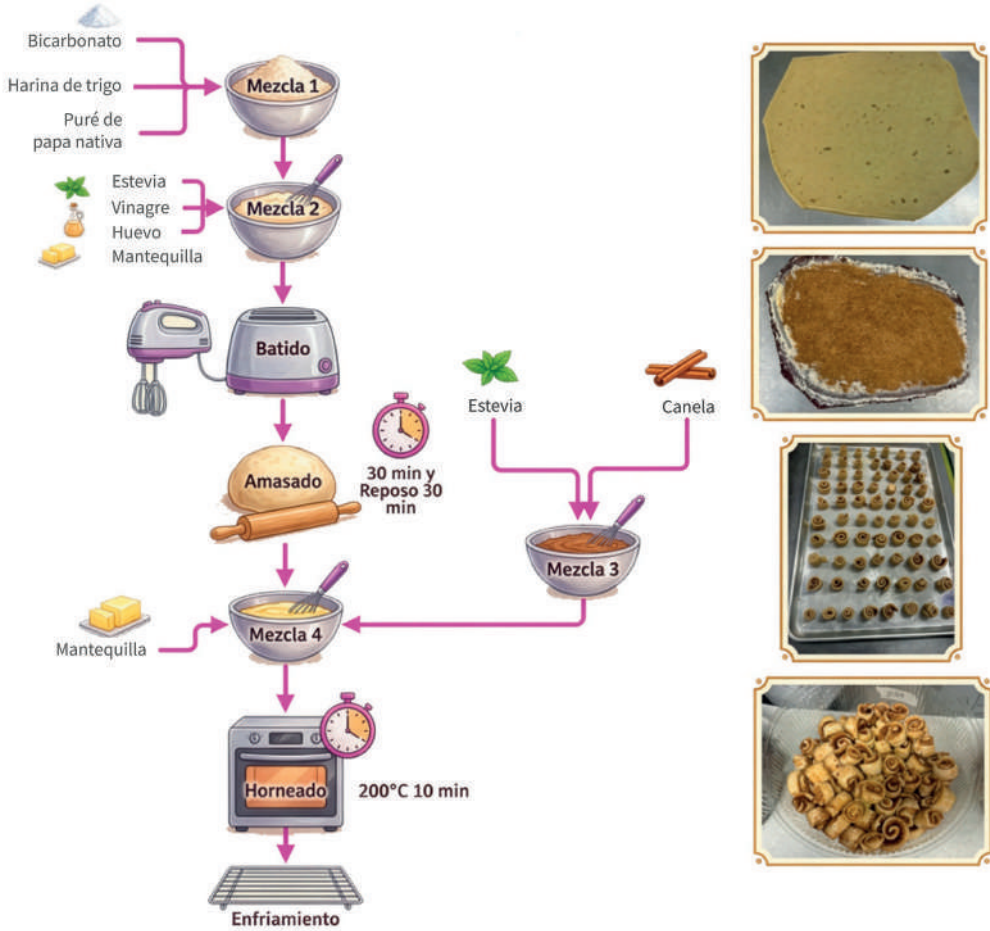 Bicarbonato
Harina de trigo
Puré de
papa nativa
Mezcla 1
Estevia
Vinagre
Huevo
Mantequilla
Mezcla 2
Batido
Estevia
Canela
Amasado
30 min y
Reposo 30
min
Mezcla 3
Mantequilla
Mezcla 4
Horneado
200°C 10 min
Enfriamiento